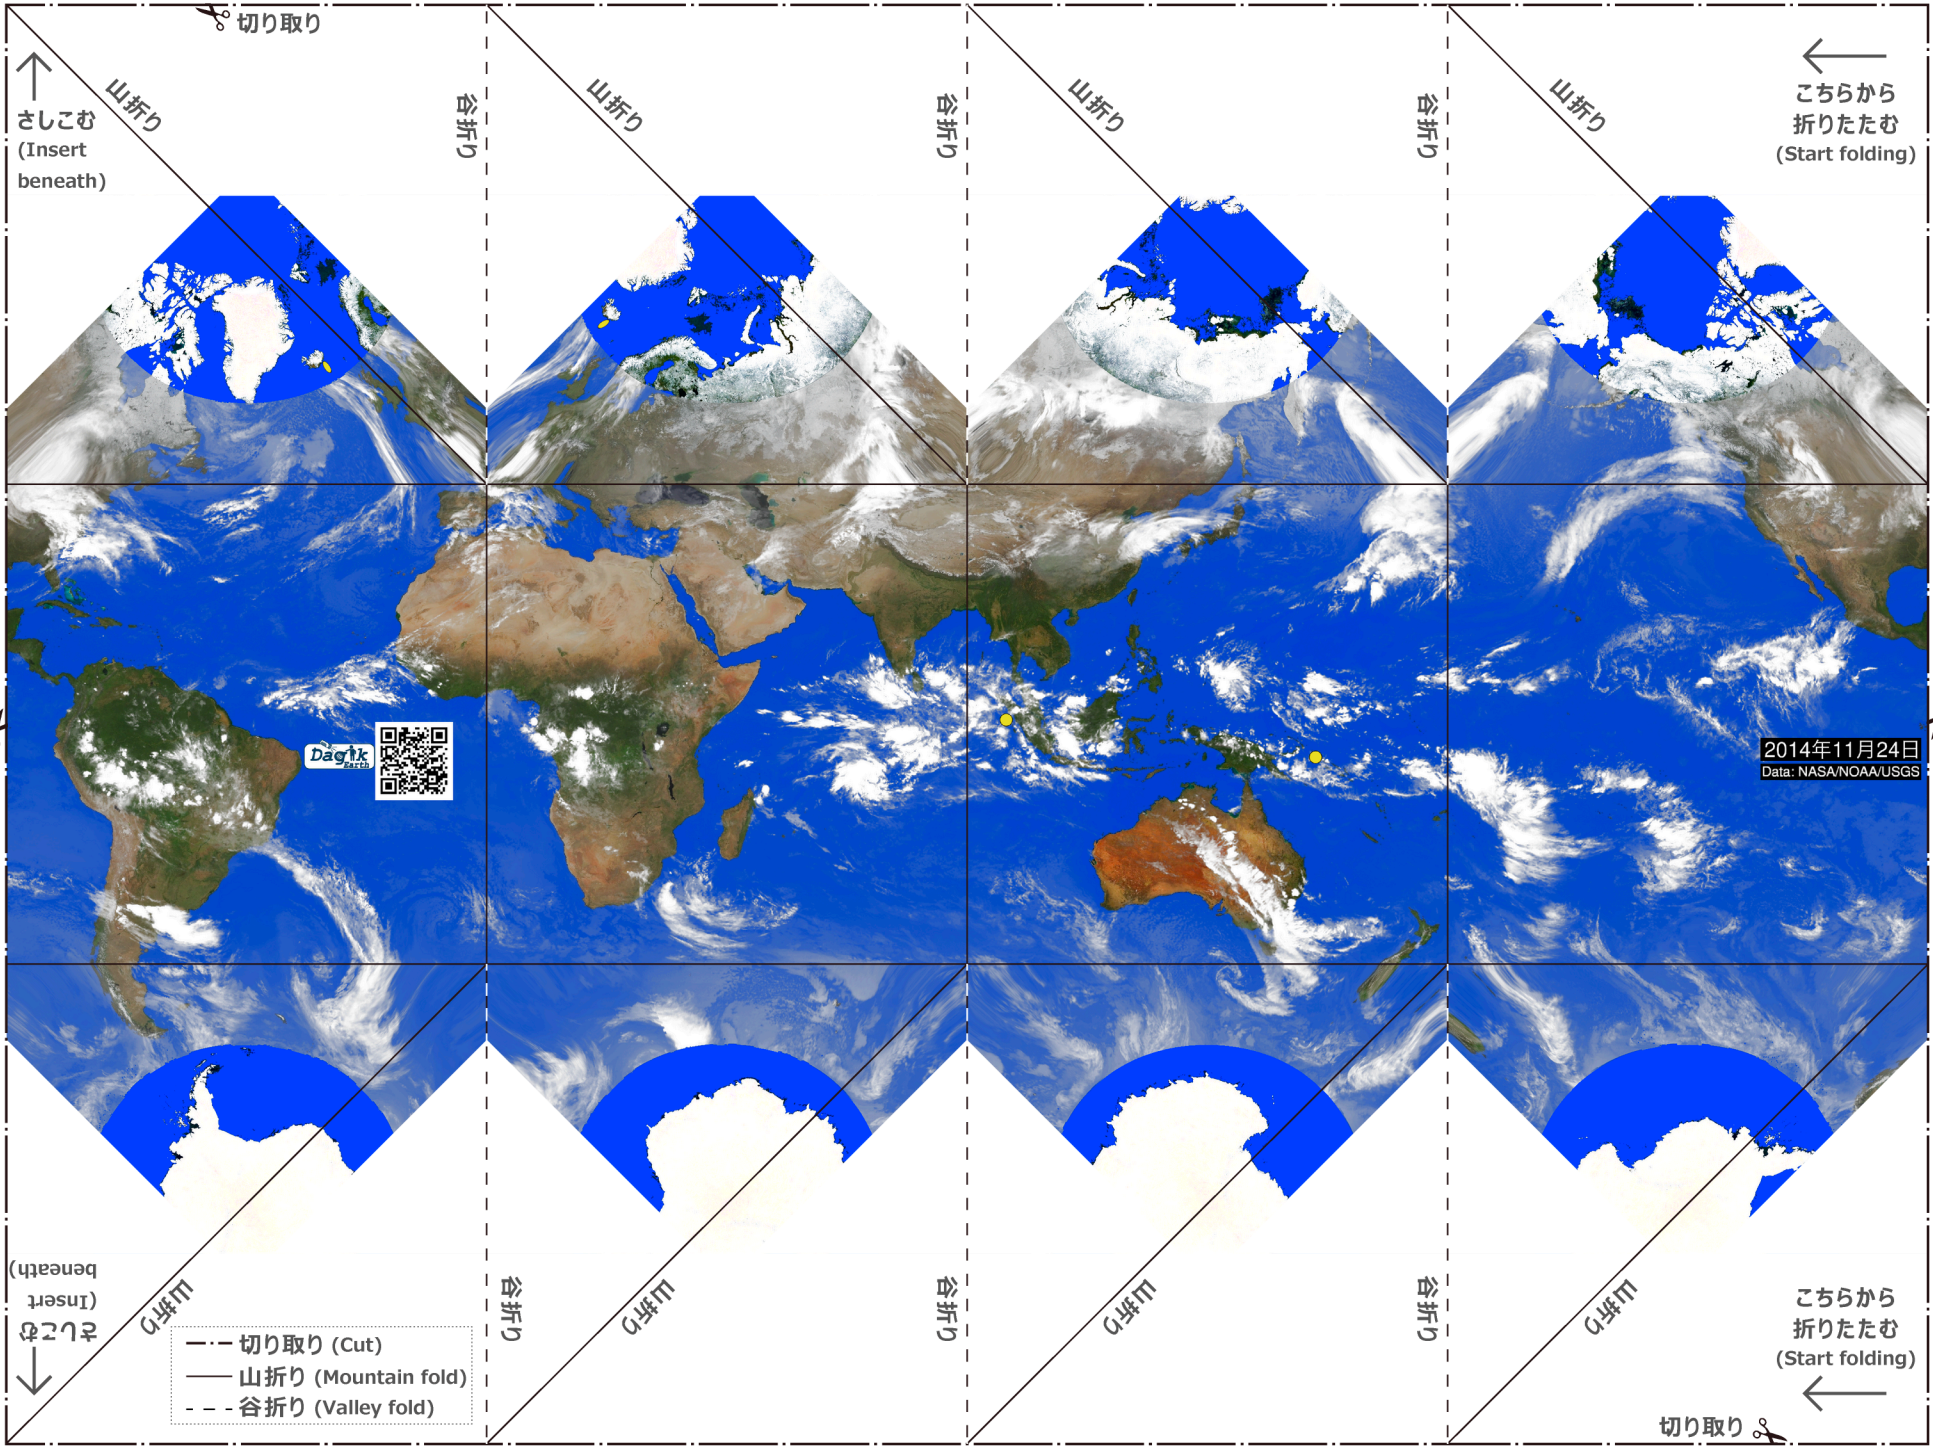 切り取り
山折り
谷折り
山折り
谷折り
山折り
谷折り
山折り
こちらから
折りたたむ
(Start folding)
さしこむ
(Insert
beneath)
Dagik
Earth
2014年11月24日
Data: NASA/NOAA/USGS
さしこむ
(Insert
beneath)
山折り
谷折り
山折り
谷折り
山折り
谷折り
山折り
こちらから
折りたたむ
(Start folding)
切り取り (Cut)
山折り (Mountain fold)
谷折り (Valley fold)
切り取り